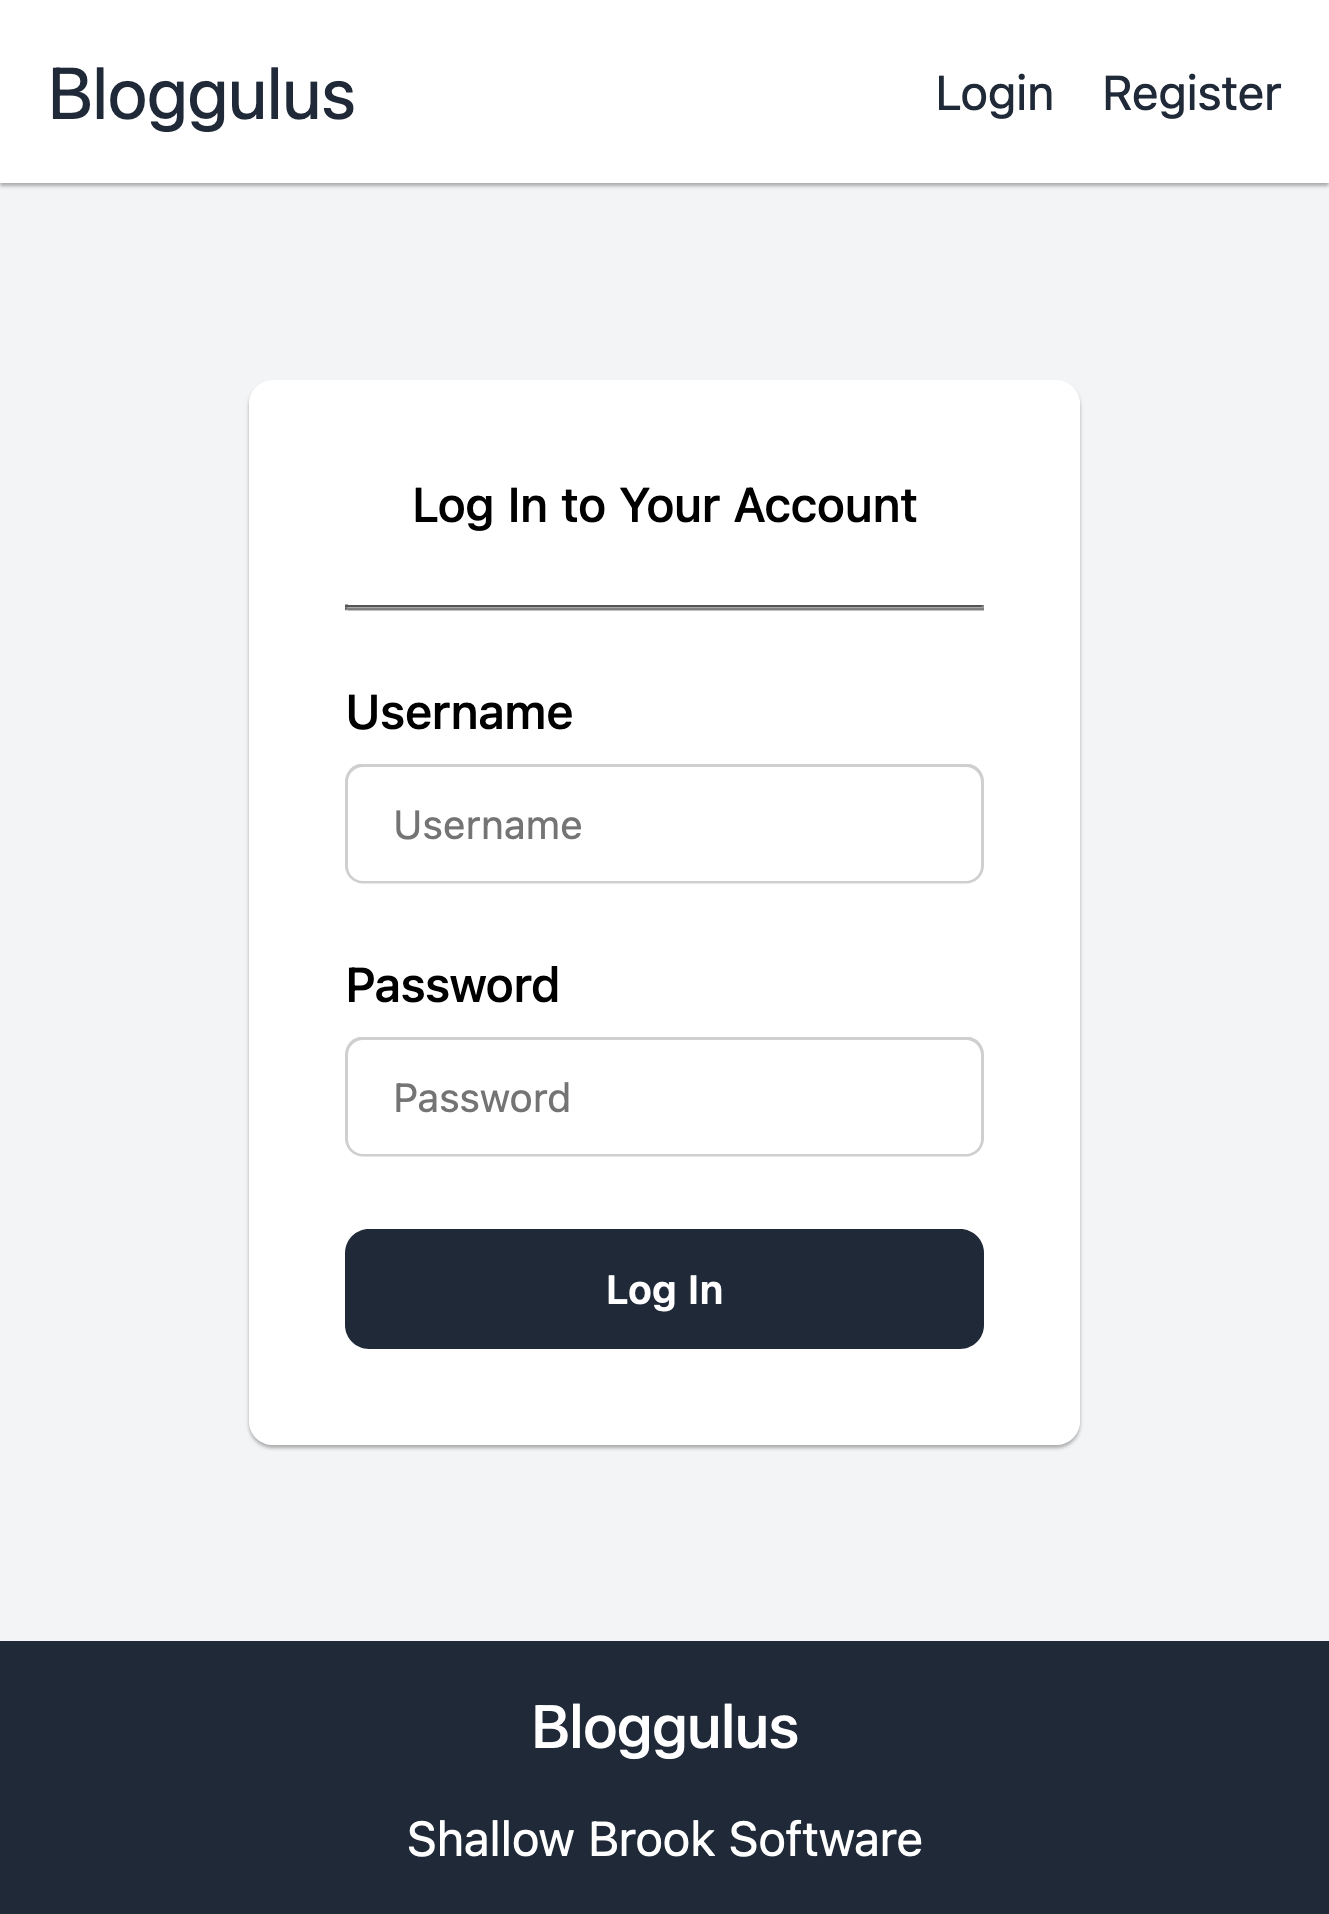 Bloggulus
Login Register
Log In to Your Account
Username
Username
Password
Password
Log In
Bloggulus
Shallow Brook Software